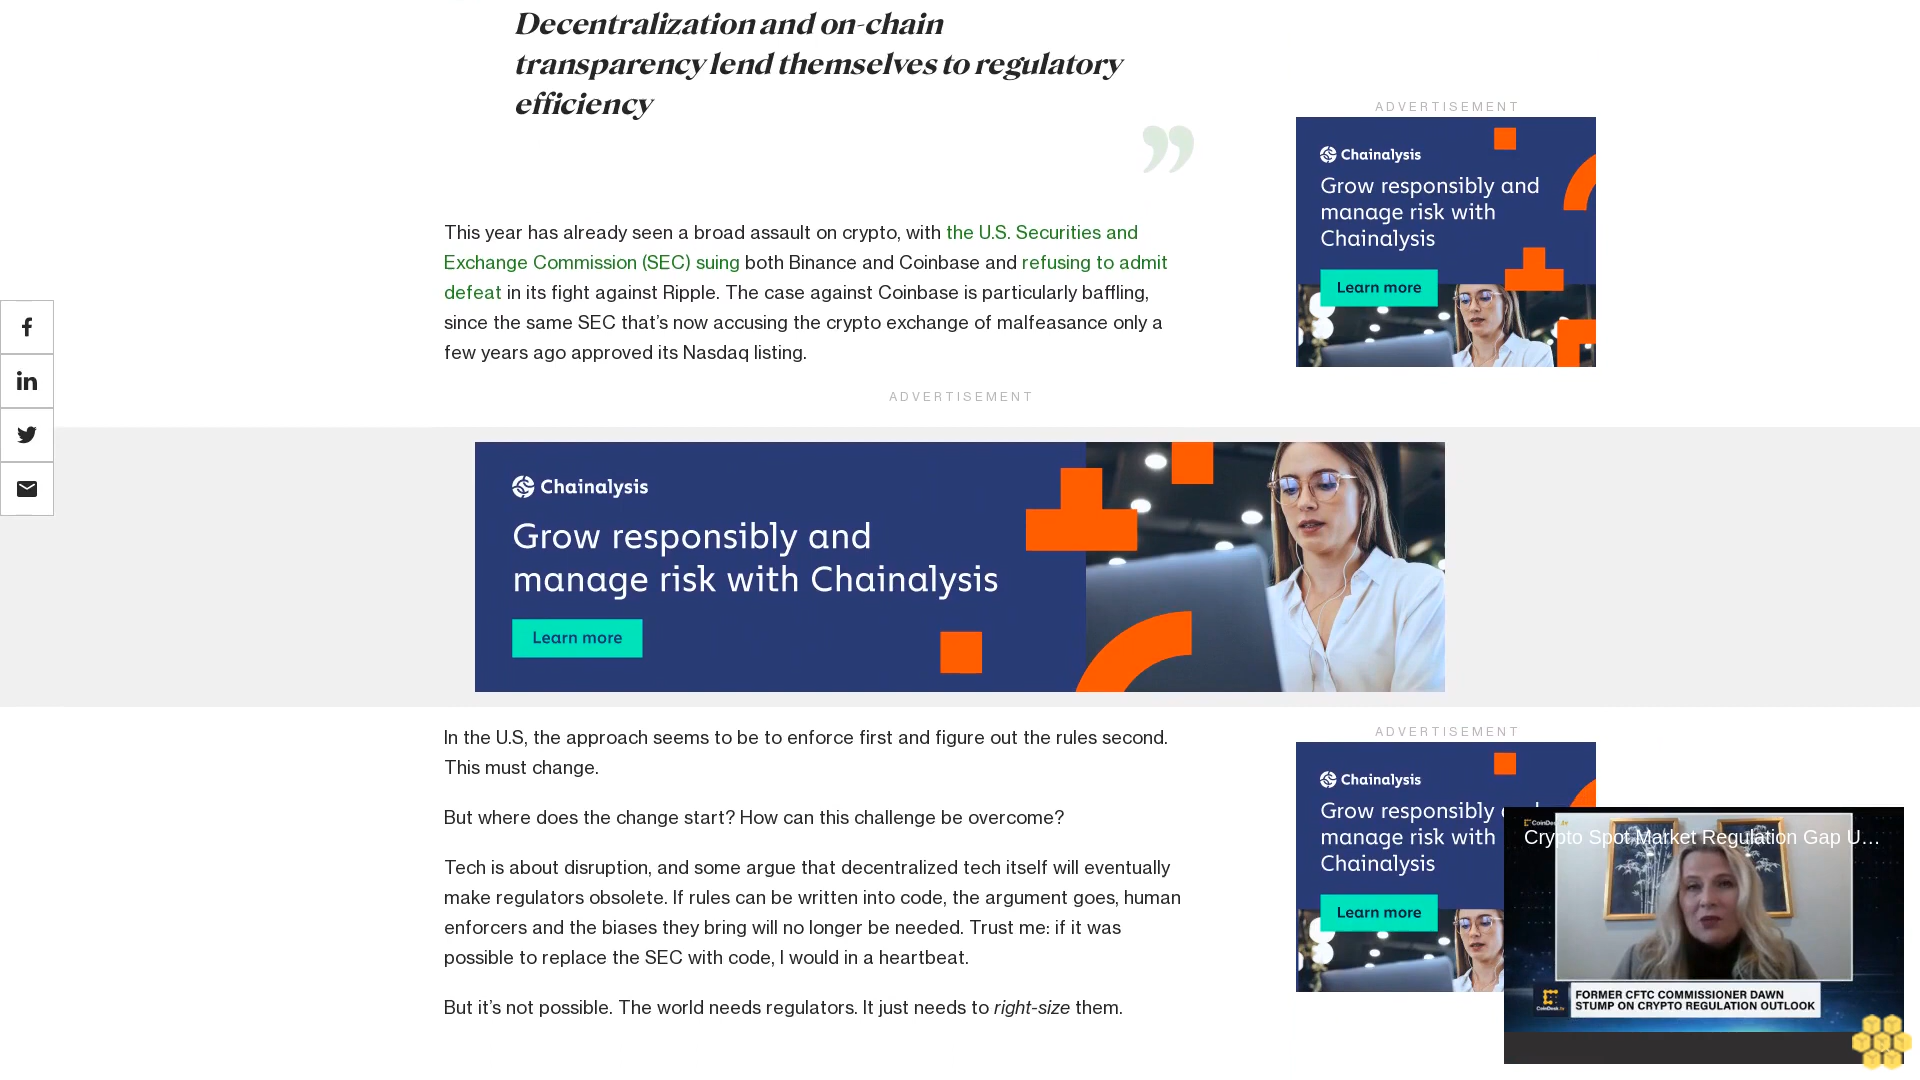 Decentralization and on-chain
transparency lend themselves to regulatory
efficiency
”
This year has already seen a broad assault on crypto, with the U.S. Securities and
Exchange Commission (SEC) suing both Binance and Coinbase and refusing to admit
defeat in its fight against Ripple. The case against Coinbase is particularly baffling,
since the same SEC that’s now accusing the crypto exchange of malfeasance only a
few years ago approved its Nasdaq listing.
ADVERTISEMENT
Chainalysis
Grow responsibly and
manage risk with
Chainalysis
Learn more
ADVERTISEMENT
Chainalysis
Grow responsibly and
manage risk with Chainalysis
Learn more
In the U.S, the approach seems to be to enforce first and figure out the rules second.
This must change.
But where does the change start? How can this challenge be overcome?
Tech is about disruption, and some argue that decentralized tech itself will eventually
make regulators obsolete. If rules can be written into code, the argument goes, human
enforcers and the biases they bring will no longer be needed. Trust me: if it was
possible to replace the SEC with code, I would in a heartbeat.
But it’s not possible. The world needs regulators. It just needs to right-size them.
ADVERTISEMENT
Chainalysis
Grow responsibly
manage risk with
Chainalysis
Learn more
Crypto Spot Market Regulation Gap U…
FORMER CFTC COMMISSIONER DAWN
STUMP ON CRYPTO REGULATION OUTLOOK